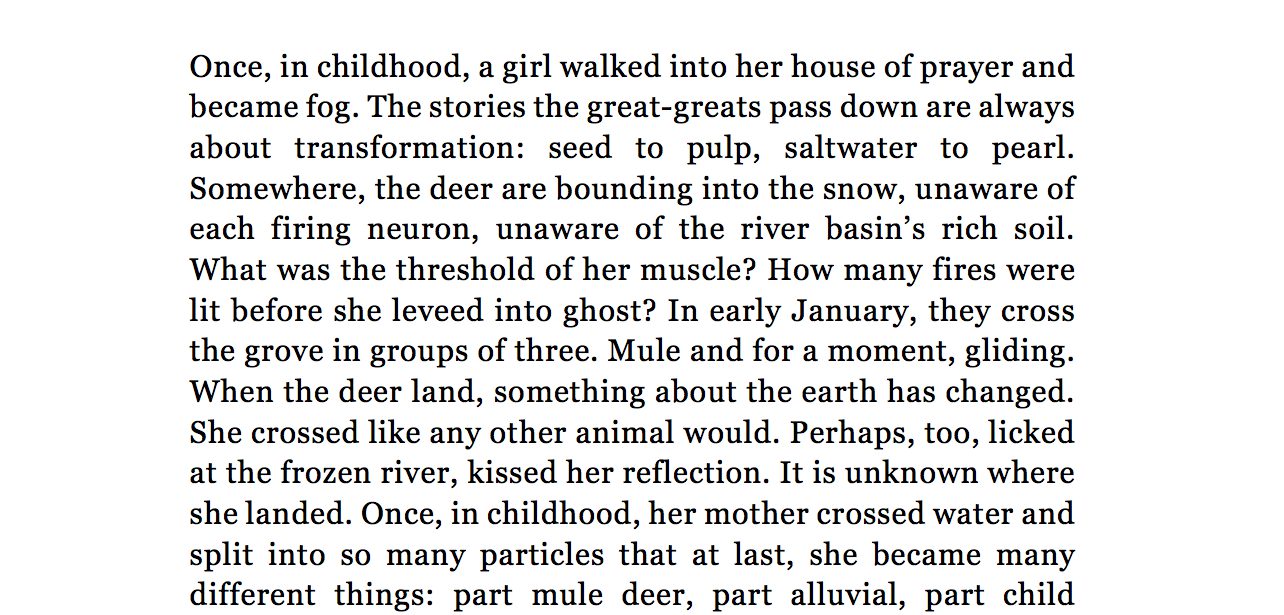 Once, in childhood, a girl walked into her house of prayer and
became fog. The stories the great-greats pass down are always
about transformation: seed to pulp, saltwater to pearl.
Somewhere, the deer are bounding into the snow, unaware of
each firing neuron, unaware of the river basin’s rich soil.
What was the threshold of her muscle? How many fires were
lit before she leveed into ghost? In early January, they cross
the grove in groups of three. Mule and for a moment, gliding.
When the deer land, something about the earth has changed.
She crossed like any other animal would. Perhaps, too, licked
at the frozen river, kissed her reflection. It is unknown where
she landed. Once, in childhood, her mother crossed water and
split into so many particles that at last, she became many
different things: part mule deer, part alluvial, part child